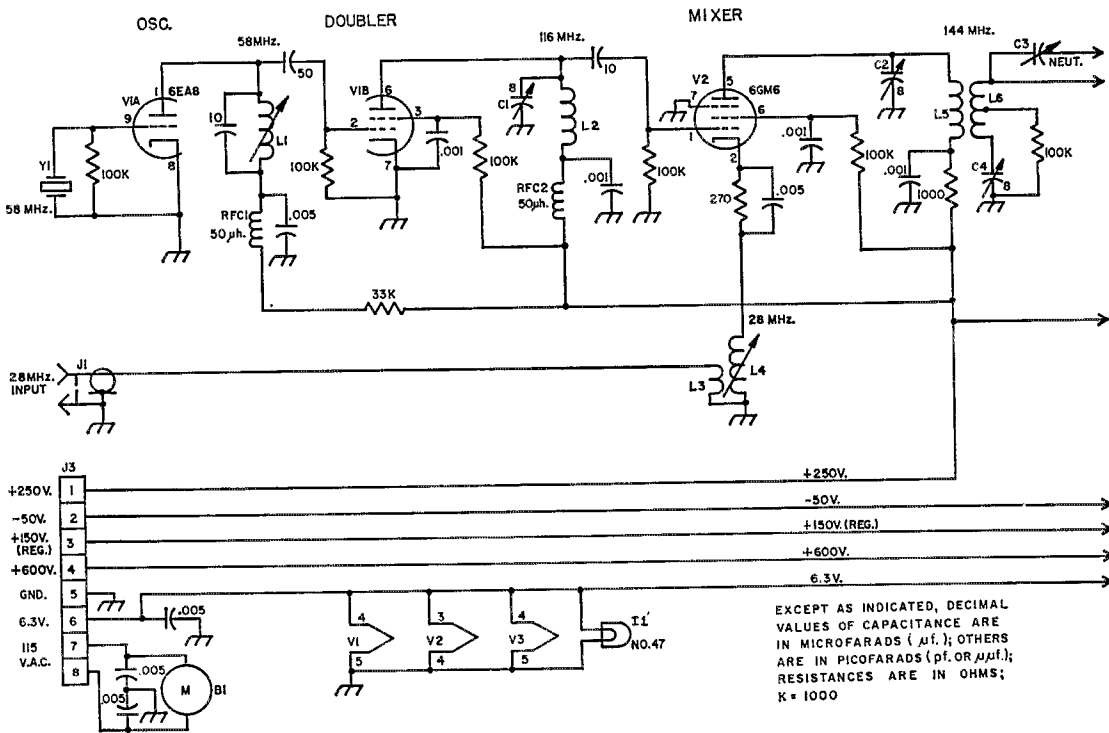 OSC.
DOUBLER
MIXER
58MHz.
50
116 MHz.
10
144 MHz.
C3
NEUT.
1
6EA8
V1A
9
8
10
L1
100K
Y1
58 MHz.
RFC1
50μh.
.005
V1B
6
3
2
7
100K
.001
100K
8
C1
L2
RFC2
50μh.
.001
V2
5
6GM6
7
6
1
2
100K
270
.005
.001
100K
C2
8
L5
L6
.001
1000
C4
8
100K
33K
28 MHz.
L3
L4
J1
28MHz.
INPUT
J3
+250V.
1
+250V.
-50V.
2
-50V.
+150V.
(REG.)
3
+150V.(REG.)
+600V.
4
+600V.
GND.
5
6.3V.
6
6.3V.
.005
115
V.A.C.
7
8
.005
.005
M
B1
4
V1
5
3
V2
4
4
V3
5
I1
NO.47
EXCEPT AS INDICATED, DECIMAL
VALUES OF CAPACITANCE ARE
IN MICROFARADS (μf.); OTHERS
ARE IN PICOFARADS (pf. OR μμf.);
RESISTANCES ARE IN OHMS;
K = 1000